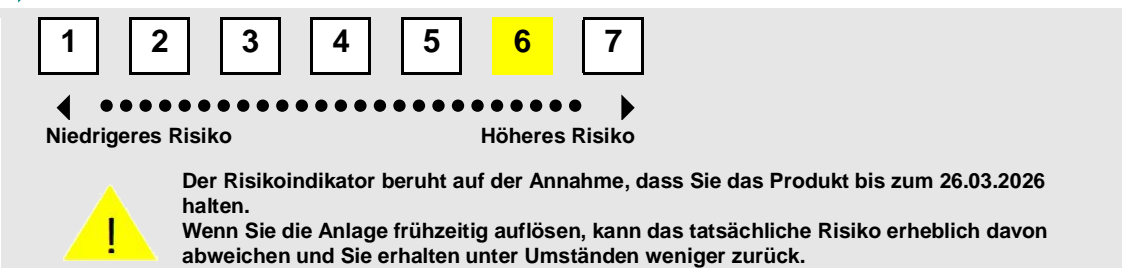 1 2 3 4 5 6 7
Niedrigeres Risiko Höheres Risiko
Der Risikoindikator beruht auf der Annahme, dass Sie das Produkt bis zum 26.03.2026
halten.
!
Wenn Sie die Anlage frühzeitig auflösen, kann das tatsächliche Risiko erheblich davon
abweichen und Sie erhalten unter Umständen weniger zurück.